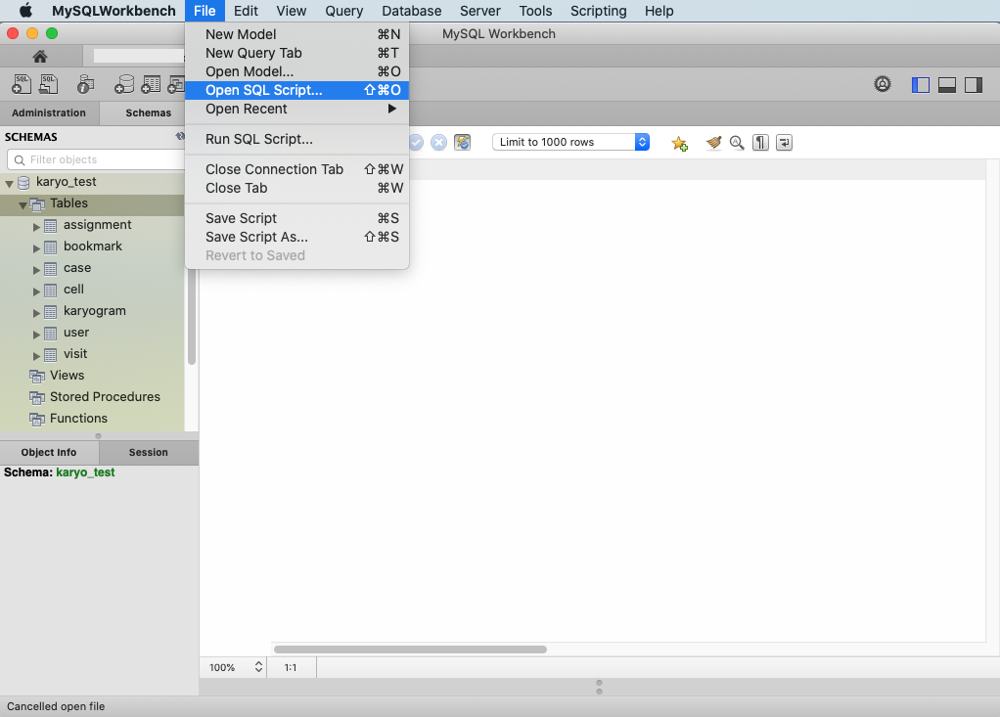 MySQLWorkbench File Edit View Query Database Server Tools Scripting Help
MySQL Workbench
New Model ⌘N
New Query Tab ⌘T
Open Model... ⌘O
Open SQL Script... ⇧⌘O
Open Recent ▶
Run SQL Script...
Close Connection Tab ⇧⌘W
Close Tab ⌘W
Save Script ⌘S
Save Script As... ⇧⌘S
Revert to Saved
SQL SQL
Administration Schemas
SCHEMAS
Limit to 1000 rows
Filter objects
karyo_test
Tables
assignment
bookmark
case
cell
karyogram
user
visit
Views
Stored Procedures
Functions
Object Info Session
Schema: karyo_test
100% 1:1
Cancelled open file